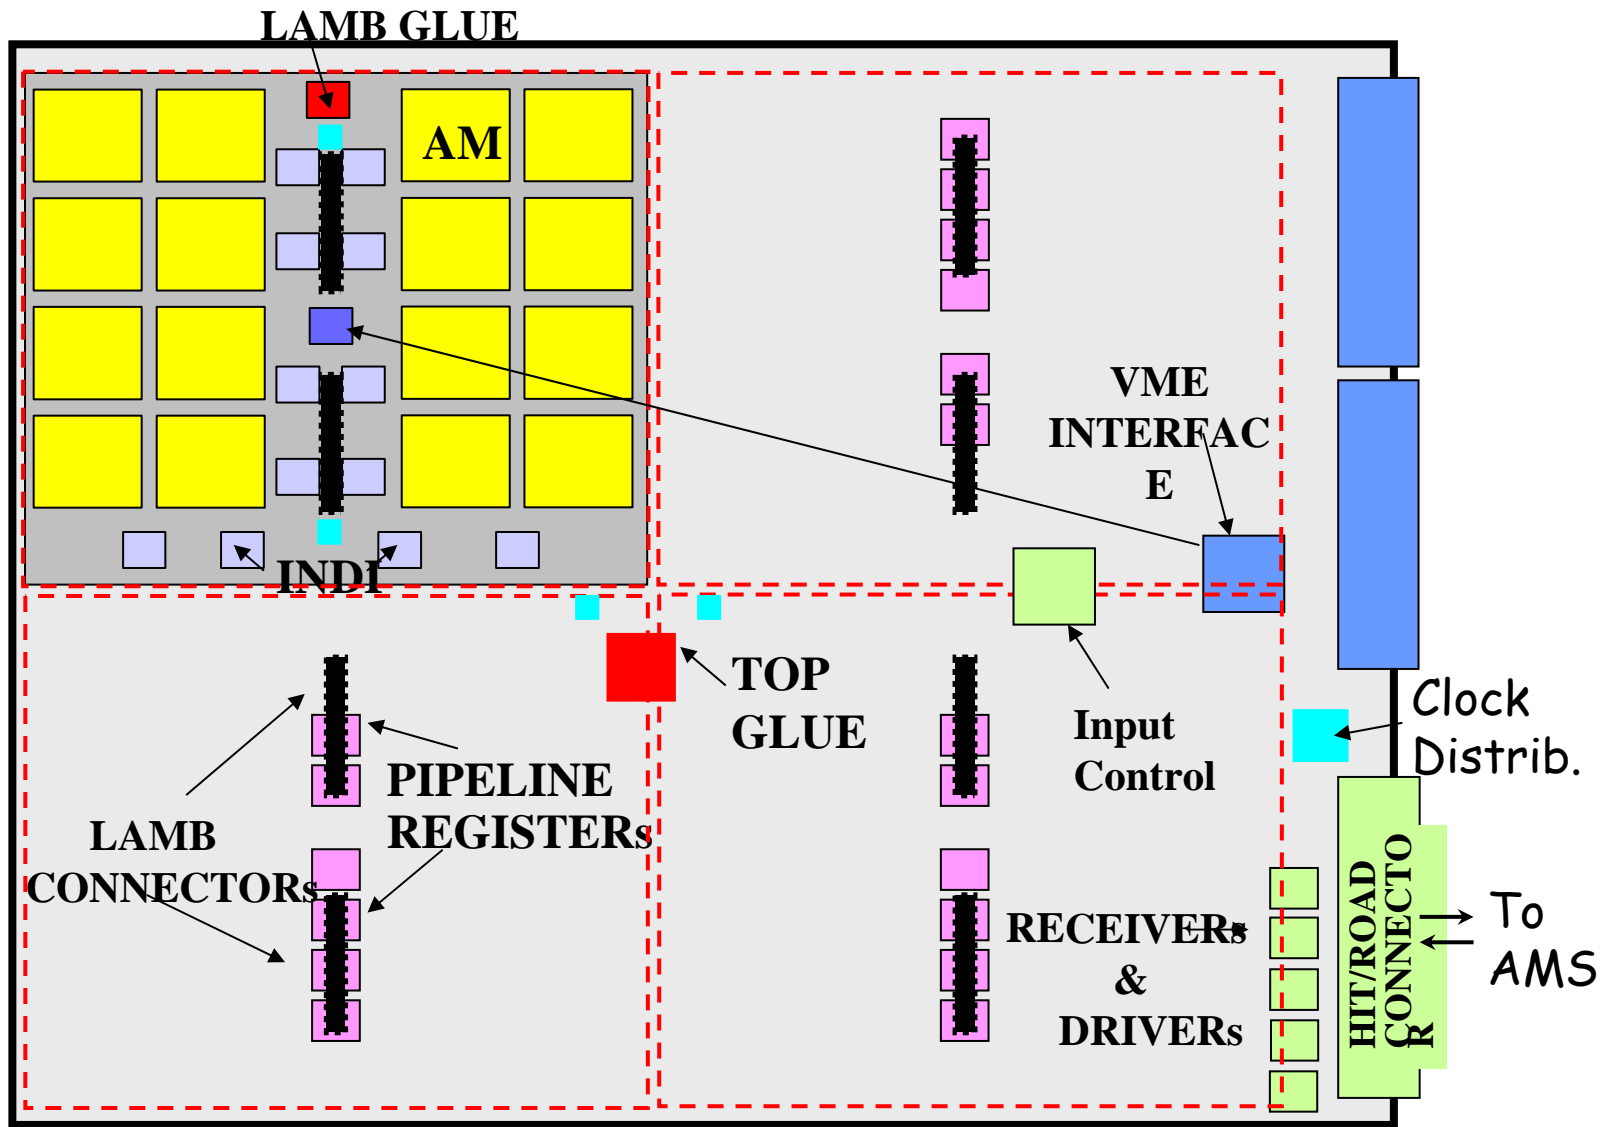 LAMB GLUE
AM
VME
INTERFAC
E
INDI
TOP
GLUE
Input
Control
Clock
Distrib.
PIPELINE
REGISTERs
LAMB
CONNECTORs
RECEIVERs
&
DRIVERs
HIT/ROAD
CONNECTO
R
To
AMS